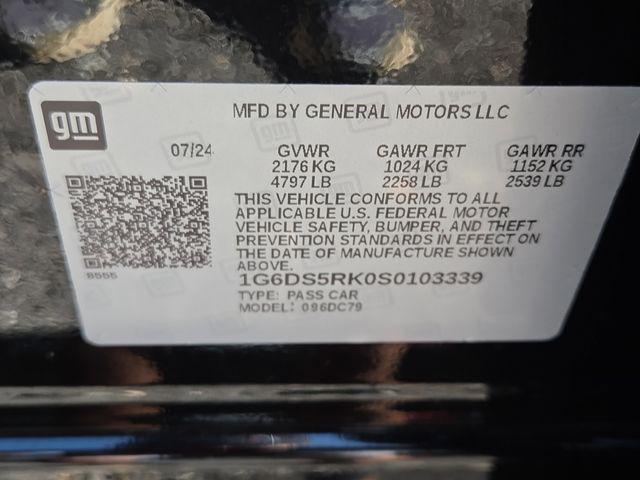 gm
MFD BY GENERAL MOTORS LLC
07/24 GVWR GAWR FRT GAWR RR
2176 KG 1024 KG 1152 KG
4797 LB 2258 LB 2539 LB
THIS VEHICLE CONFORMS TO ALL
APPLICABLE U.S. FEDERAL MOTOR
VEHICLE SAFETY, BUMPER, AND THEFT
PREVENTION STANDARDS IN EFFECT ON
THE DATE OF MANUFACTURE SHOWN
ABOVE.
8555
1G6DS5RK0S0103339
TYPE: PASS CAR
MODEL: 096DC79